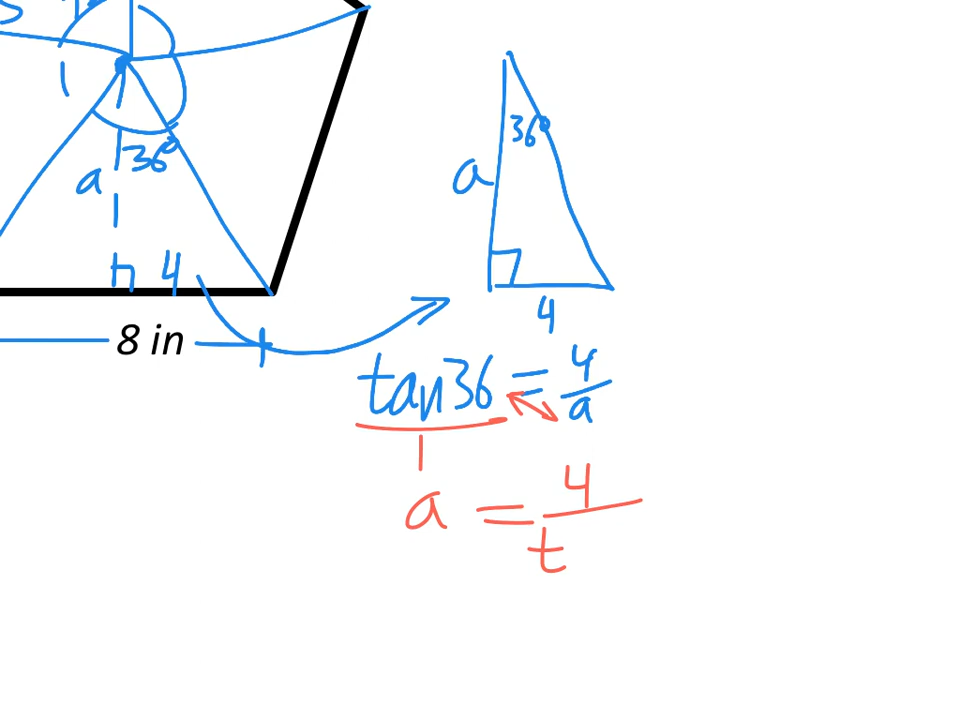 36°
a
4
8 in
36°
a
4
tan36 = 4/a
1
a = 4/t